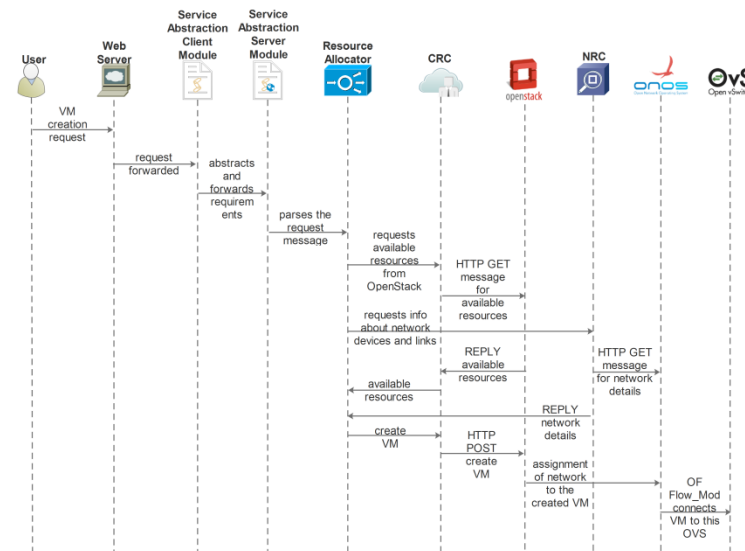 User
Web
Server
Service
Abstraction
Client
Module
Service
Abstraction
Server
Module
Resource
Allocator
CRC
openstack
NRC
onos
OvS
Open vSwit
VM
creation
request
request
forwarded
abstracts
and
forwards
requirem
ents
parses the
request
message
requests
available
resources
from
OpenStack
HTTP GET
message
for
available
resources
requests info
about network
devices and links
REPLY
available
resources
HTTP GET
message
for network
details
available
resources
REPLY
network
details
create
VM
HTTP
POST
create
VM
assignment
of network
to the
created VM
OF
Flow_Mod
connects
VM to this
OVS